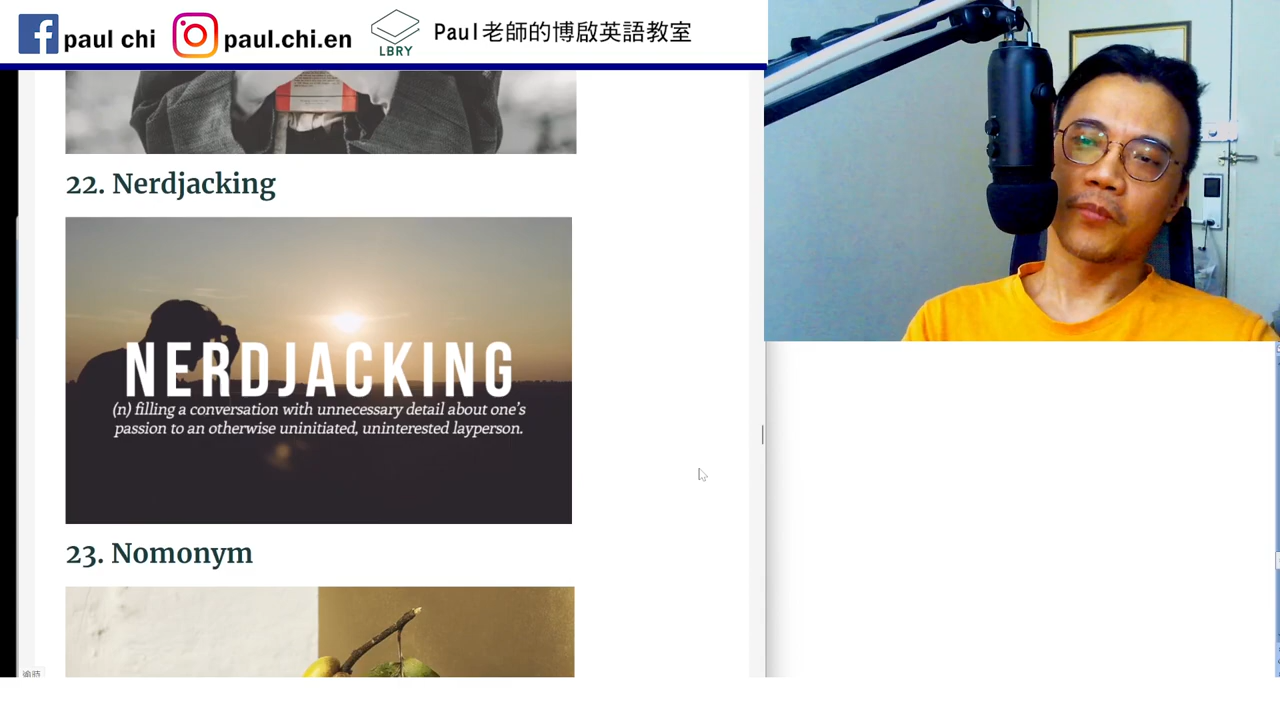 paul chi
paul.chi.en
LBRY
Paul老師的博啟英語教室
22. Nerdjacking
NERDJACKING
(n) filling a conversation with unnecessary detail about one's
passion to an otherwise uninitiated, uninterested layperson.
23. Nomonym